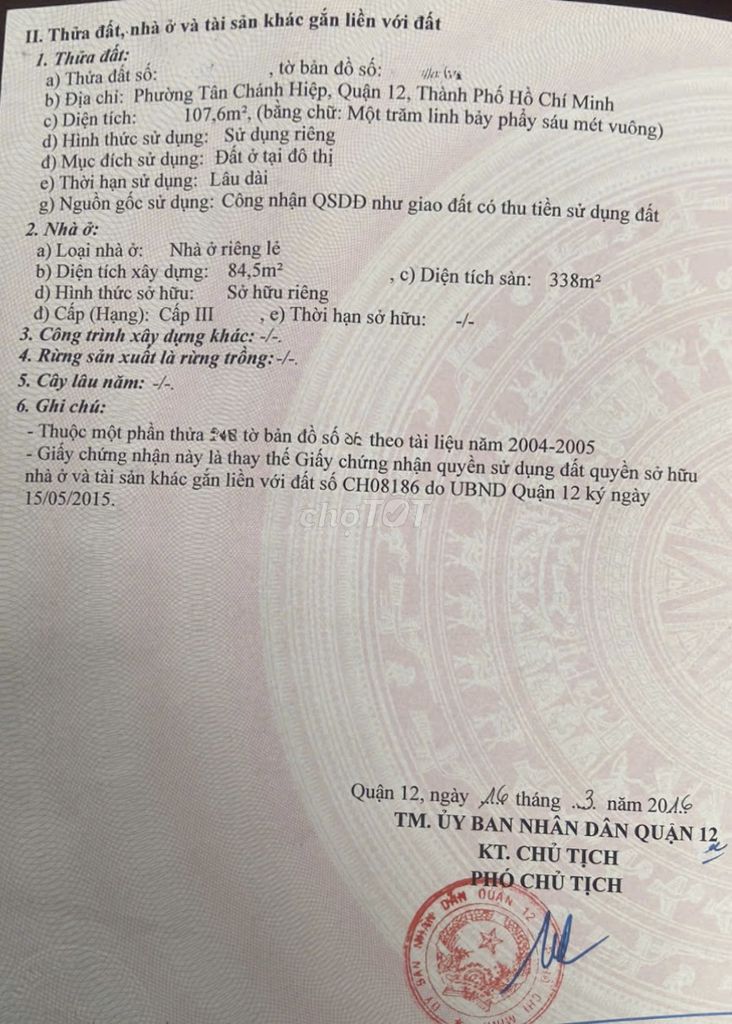 II. Thửa đất, nhà ở và tài sản khác gắn liền với đất
1. Thửa đất:
a) Thửa đất số: , tờ bản đồ số:
b) Địa chỉ: Phường Tân Chánh Hiệp, Quận 12, Thành Phố Hồ Chí Minh
c) Diện tích: 107,6m², (bằng chữ: Một trăm linh bảy phẩy sáu mét vuông)
d) Hình thức sử dụng: Sử dụng riêng
đ) Mục đích sử dụng: Đất ở tại đô thị
e) Thời hạn sử dụng: Lâu dài
g) Nguồn gốc sử dụng: Công nhận QSDĐ như giao đất có thu tiền sử dụng đất
2. Nhà ở:
a) Loại nhà ở: Nhà ở riêng lẻ
b) Diện tích xây dựng: 84,5m² , c) Diện tích sàn: 338m²
d) Hình thức sở hữu: Sở hữu riêng
đ) Cấp (Hạng): Cấp III , e) Thời hạn sở hữu: -/-
3. Công trình xây dựng khác: -/-.
4. Rừng sản xuất là rừng trồng: -/-.
5. Cây lâu năm: -/-.
6. Ghi chú:
- Thuộc một phần thửa tờ bản đồ số theo tài liệu năm 2004-2005
- Giấy chứng nhận này là thay thế Giấy chứng nhận quyền sử dụng đất quyền sở hữu
nhà ở và tài sản khác gắn liền với đất số CH08186 do UBND Quận 12 ký ngày
15/05/2015.
chợTỐT
Quận 12, ngày 16 tháng .3. năm 2016
TM. ỦY BAN NHÂN DÂN QUẬN 12
KT. CHỦ TỊCH
PHÓ CHỦ TỊCH
ỦY BAN NHÂN DÂN QUẬN 12